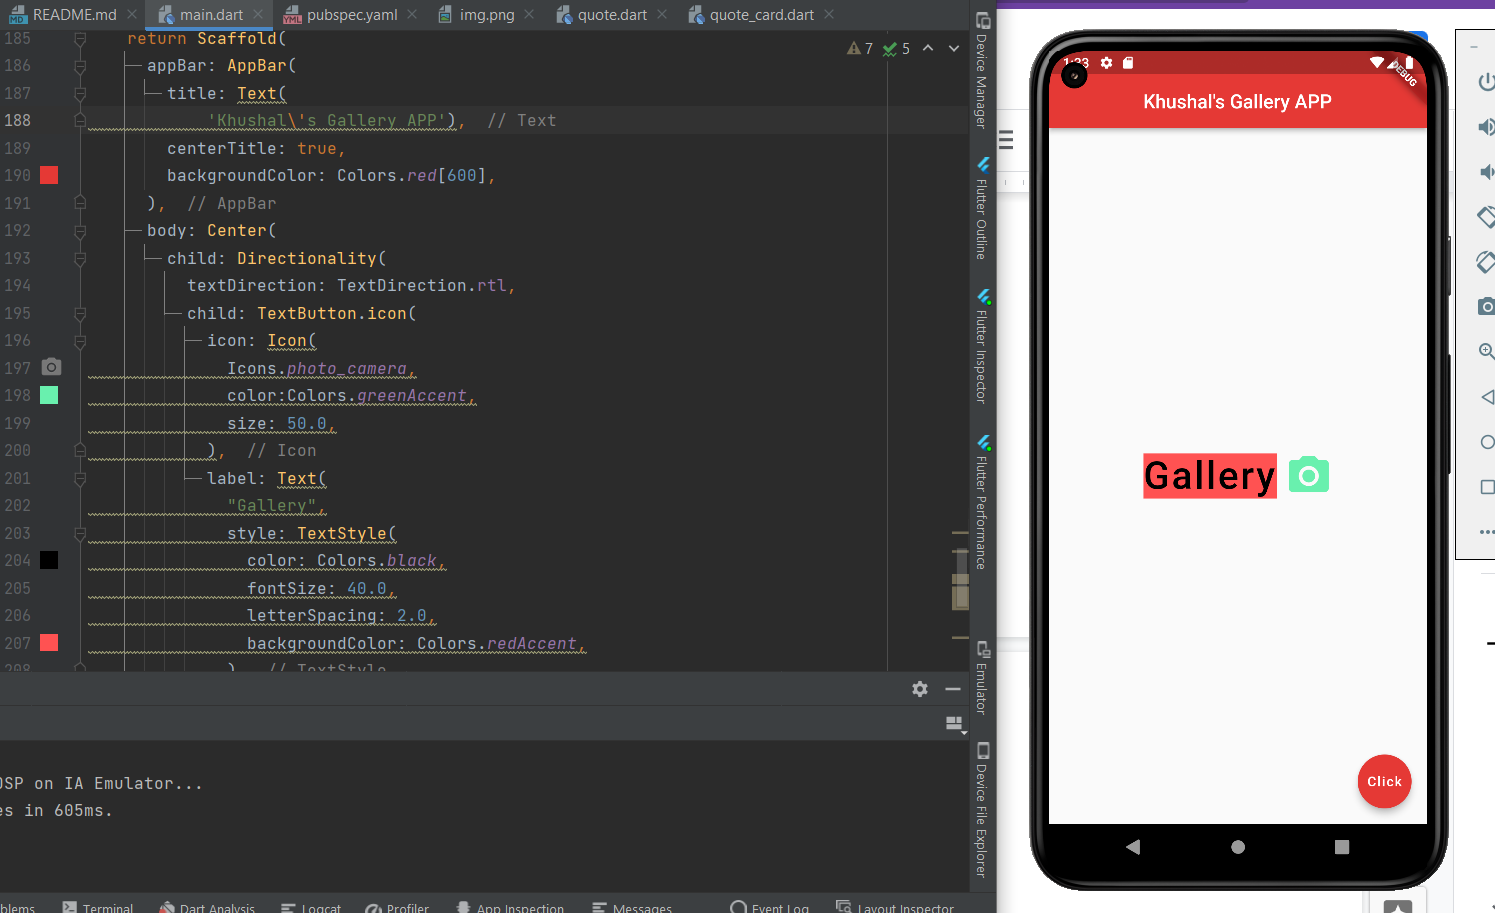 README.md main.dart pubspec.yaml img.png quote.dart quote_card.dart
7 5
185 return Scaffold(
186 appBar: AppBar(
187 title: Text(
188 'Khushal\'s Gallery APP'), // Text
189 centerTitle: true,
190 backgroundColor: Colors.red[600],
191 ), // AppBar
192 body: Center(
193 child: Directionality(
194 textDirection: TextDirection.rtl,
195 child: TextButton.icon(
196 icon: Icon(
197 Icons.photo_camera,
198 color:Colors.greenAccent,
199 size: 50.0,
200 ), // Icon
201 label: Text(
202 "Gallery",
203 style: TextStyle(
204 color: Colors.black,
205 fontSize: 40.0,
206 letterSpacing: 2.0,
207 backgroundColor: Colors.redAccent,
208 ) // TextStyle
OSP on IA Emulator...
es in 605ms.
blems Terminal Dart Analysis Logcat Profiler App Inspection Messages Event Log Layout Inspector
Device Manager
Flutter Outline
Flutter Inspector
Flutter Performance
Emulator
Device File Explorer
DEBUG
Khushal's Gallery APP
Gallery
Click